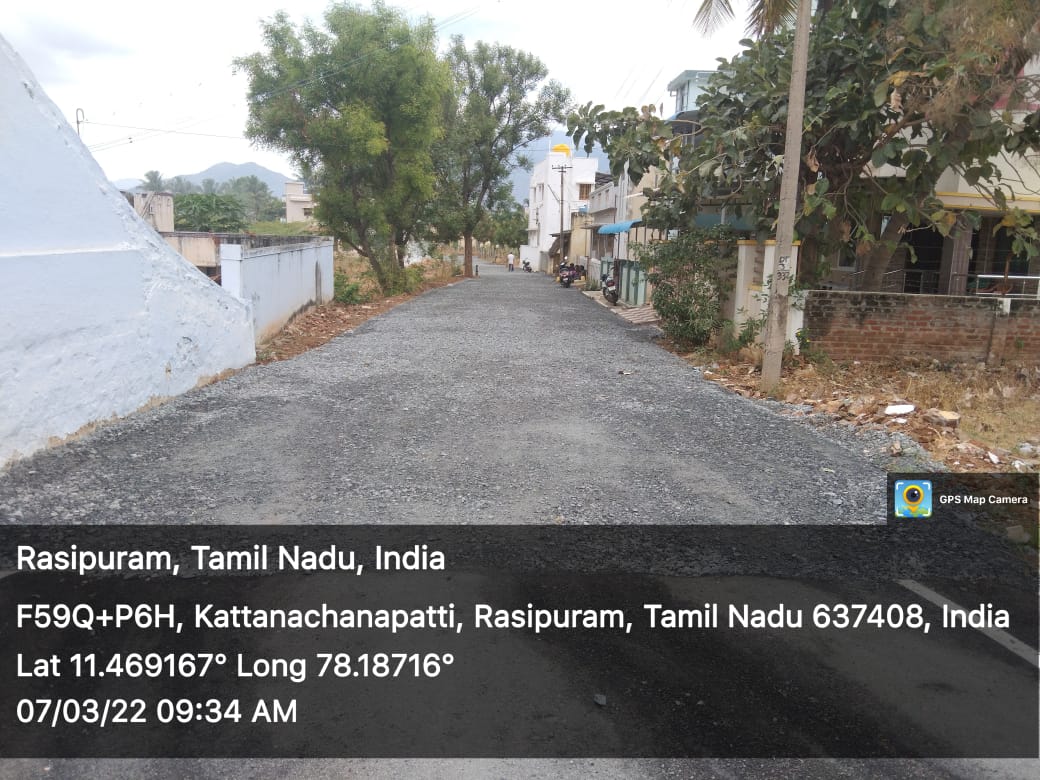 GPS Map Camera
Rasipuram, Tamil Nadu, India
F59Q+P6H, Kattanachanapatti, Rasipuram, Tamil Nadu 637408, India
Lat 11.469167° Long 78.18716°
07/03/22 09:34 AM